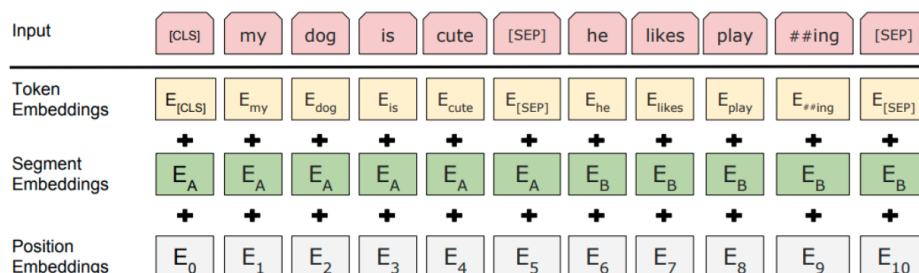 Input [CLS] my dog is cute [SEP] he likes play ##ing [SEP]
Token
Embeddings E[CLS] Emy Edog Eis Ecute E[SEP] Ehe Elikes Eplay E##ing E[SEP]
+ + + + + + + + + + +
Segment
Embeddings EA EA EA EA EA EA EB EB EB EB EB
+ + + + + + + + + + +
Position
Embeddings E0 E1 E2 E3 E4 E5 E6 E7 E8 E9 E10